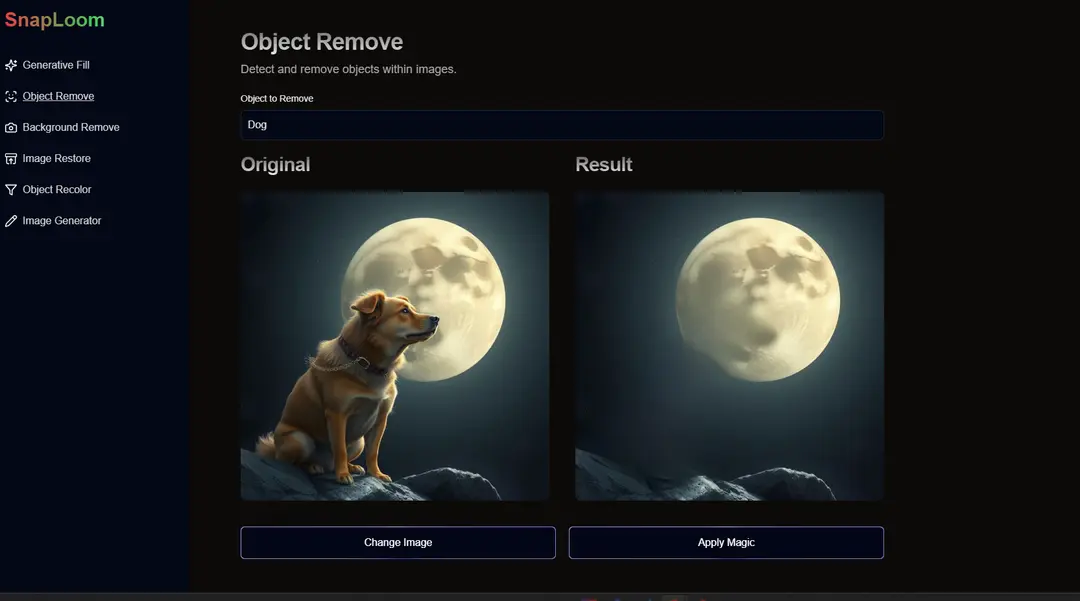 SnapLoom
Generative Fill
Object Remove
Background Remove
Image Restore
Object Recolor
Image Generator
Object Remove
Detect and remove objects within images.
Object to Remove
Dog
Original
Result
Change Image
Apply Magic